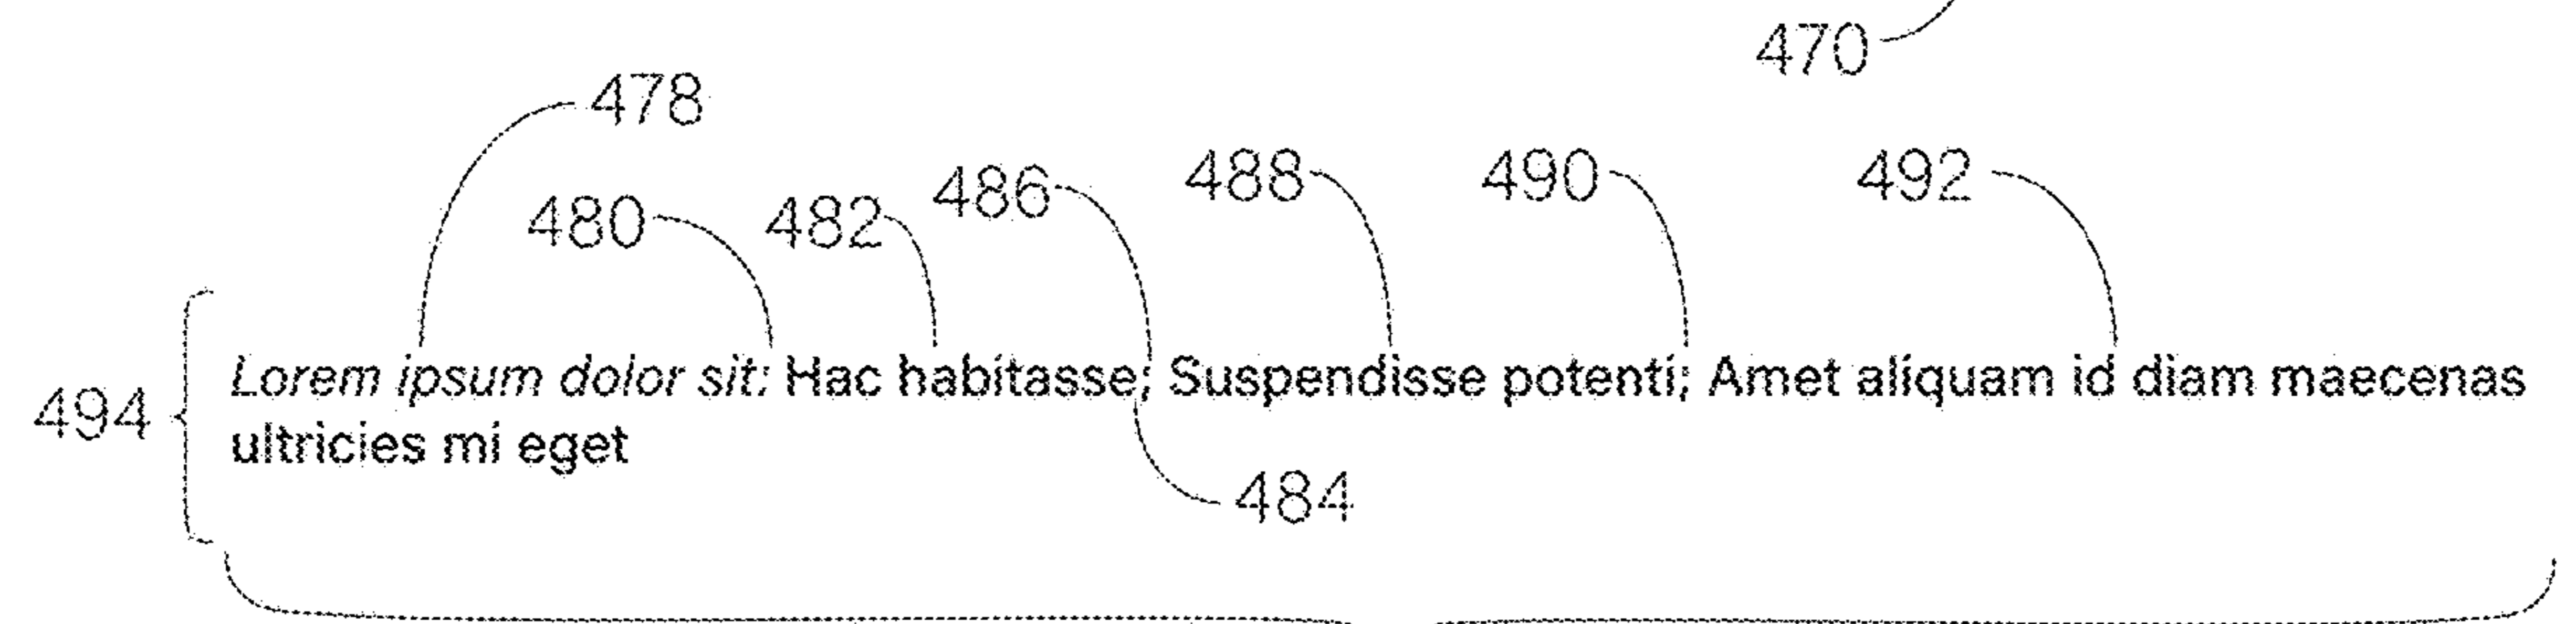 470
478
480 482 486 488 490 492
494
Lorem ipsum dolor sit: Hac habitasse; Suspendisse potenti; Amet aliquam id diam maecenas
ultricies mi eget
484